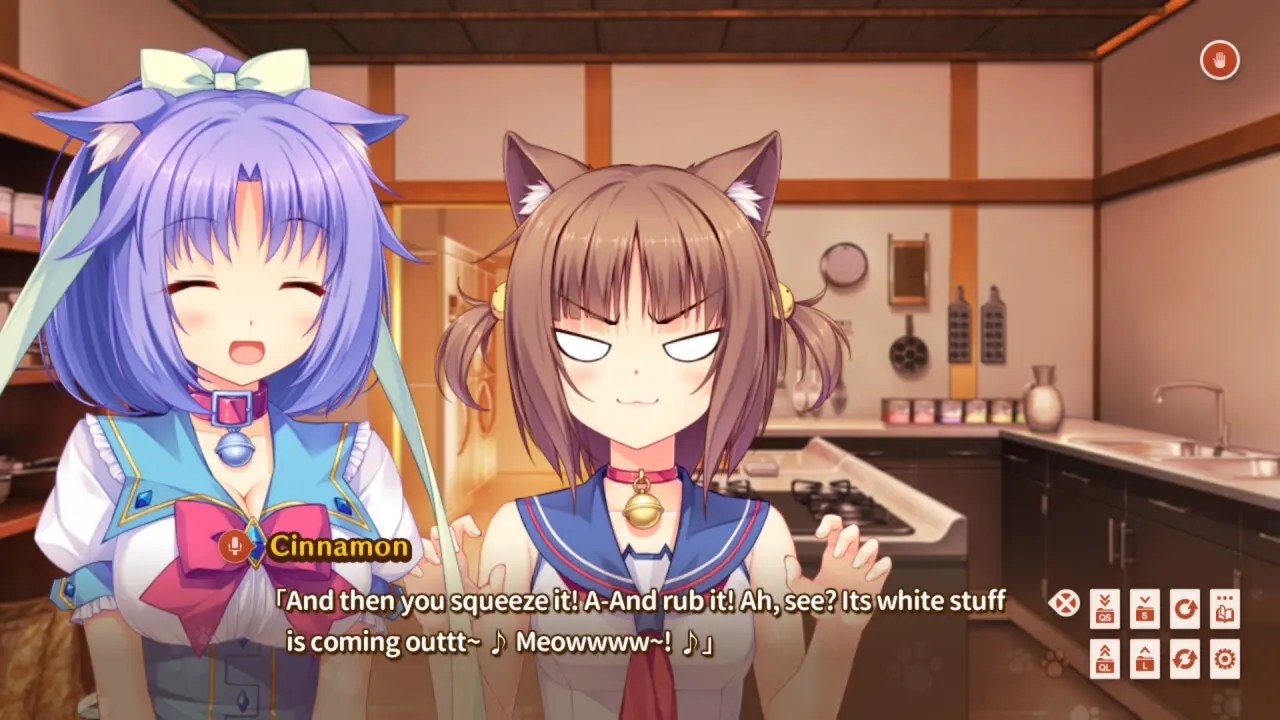 Cinnamon
「And then you squeeze it! A-And rub it! Ah, see? Its white stuff
is coming outtt~ ♪ Meowwww~! ♪」
QS
S
QL
L